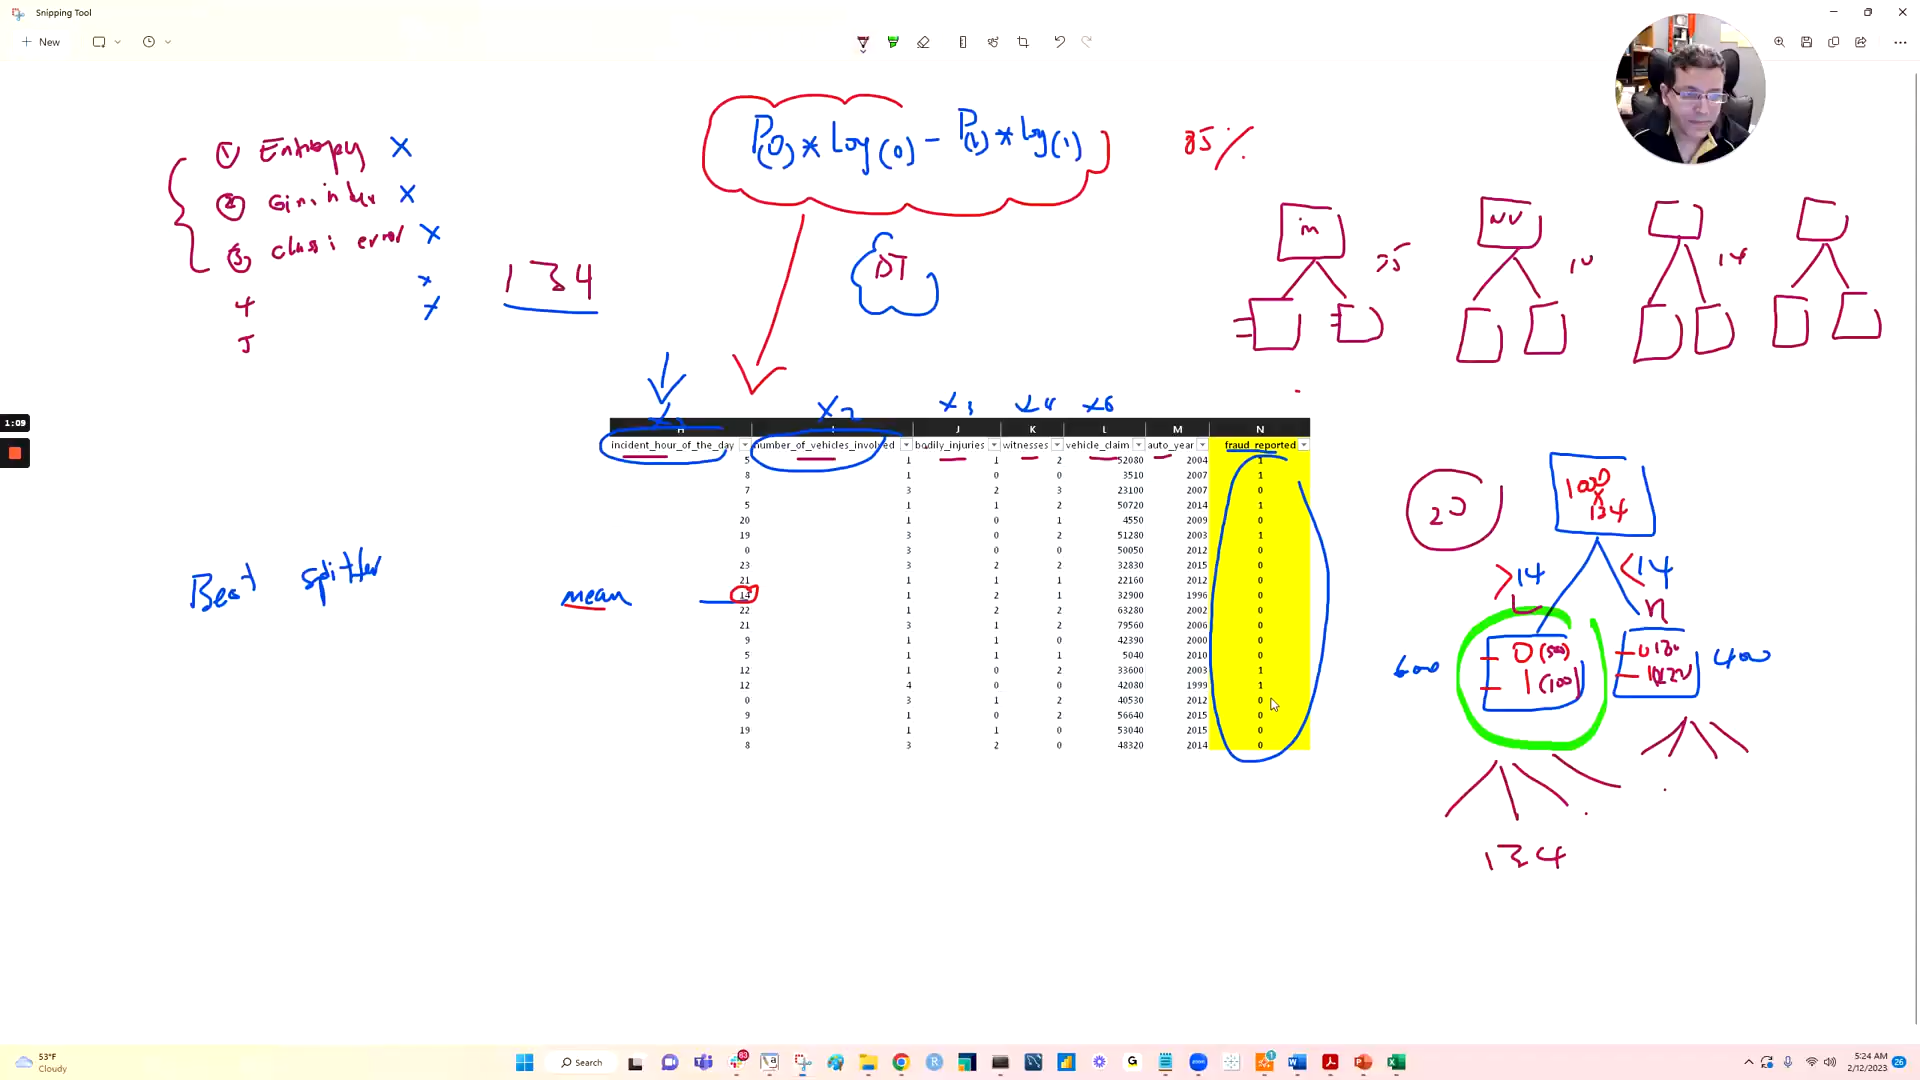 Snipping Tool
New
P(0) * Log(0) - P(1) * log(1)
35%
① Entropy X
② X
③ error X
X
4 X
5
134
DT
in
NV
35
10
14
X2 X3 X4 X6
H I J K L M N
incident_hour_of_the_day number_of_vehicles_involved bodily_injuries witnesses vehicle_claim auto_year fraud_reported
5 1 1 2 52080 2004 1
8 1 0 0 3510 2007 1
7 3 2 3 23100 2007 0
5 1 1 2 50720 2014 1
20 1 0 1 4550 2009 0
19 3 0 2 51280 2003 1
0 3 0 0 50050 2012 0
23 3 2 2 32830 2015 0
21 1 1 1 22160 2012 0
14 1 2 1 32900 1996 0
22 1 2 2 63280 2002 0
21 3 1 2 79560 2006 0
9 1 1 0 42390 2000 0
5 1 1 1 5040 2010 0
12 1 0 2 33600 2003 1
12 4 0 0 42080 1999 1
0 3 1 2 40530 2012 0
9 1 0 2 56640 2015 0
19 1 1 0 53040 2015 0
8 3 2 0 48320 2014 0
1:09
Best splitter
mean
20
1000
X
134
>14 <14
L R
600
0 (500)
1 (100)
400
134
53°F
Cloudy
Search
83
1
5:24 AM
2/12/2023
26